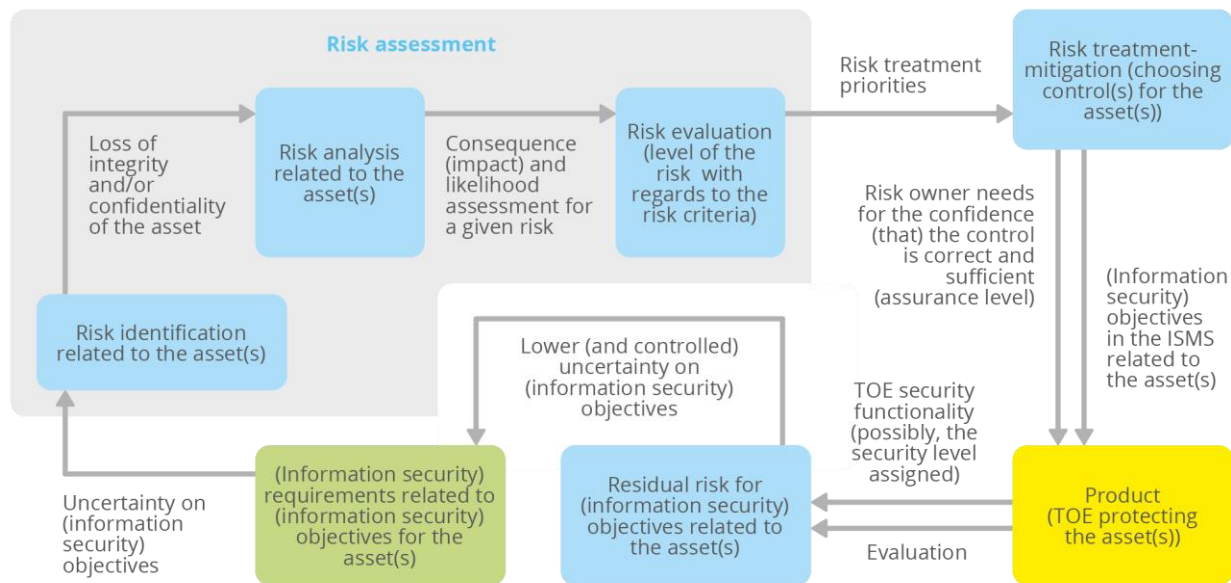 Risk assessment
Risk treatment
priorities
Risk treatment-
mitigation (choosing
control(s) for the
asset(s))
Loss of
integrity
and/or
confidentiality
of the asset
Risk analysis
related to the
asset(s)
Consequence
(impact) and
likelihood
assessment for
a given risk
Risk evaluation
(level of the
risk with
regards to the
risk criteria)
Risk owner needs
for the confidence
(that) the control
is correct and
sufficient
(assurance level)
(Information
security)
objectives
in the ISMS
related to
the asset(s)
Risk identification
related to the asset(s)
Lower (and controlled)
uncertainty on
(information security)
objectives
TOE security
functionality
(possibly, the
security level
assigned)
Uncertainty on
(information
security)
objectives
(Information security)
requirements related to
(information security)
objectives for the
asset(s)
Residual risk for
(information security)
objectives related to
the asset(s)
Evaluation
Product
(TOE protecting
the asset(s))